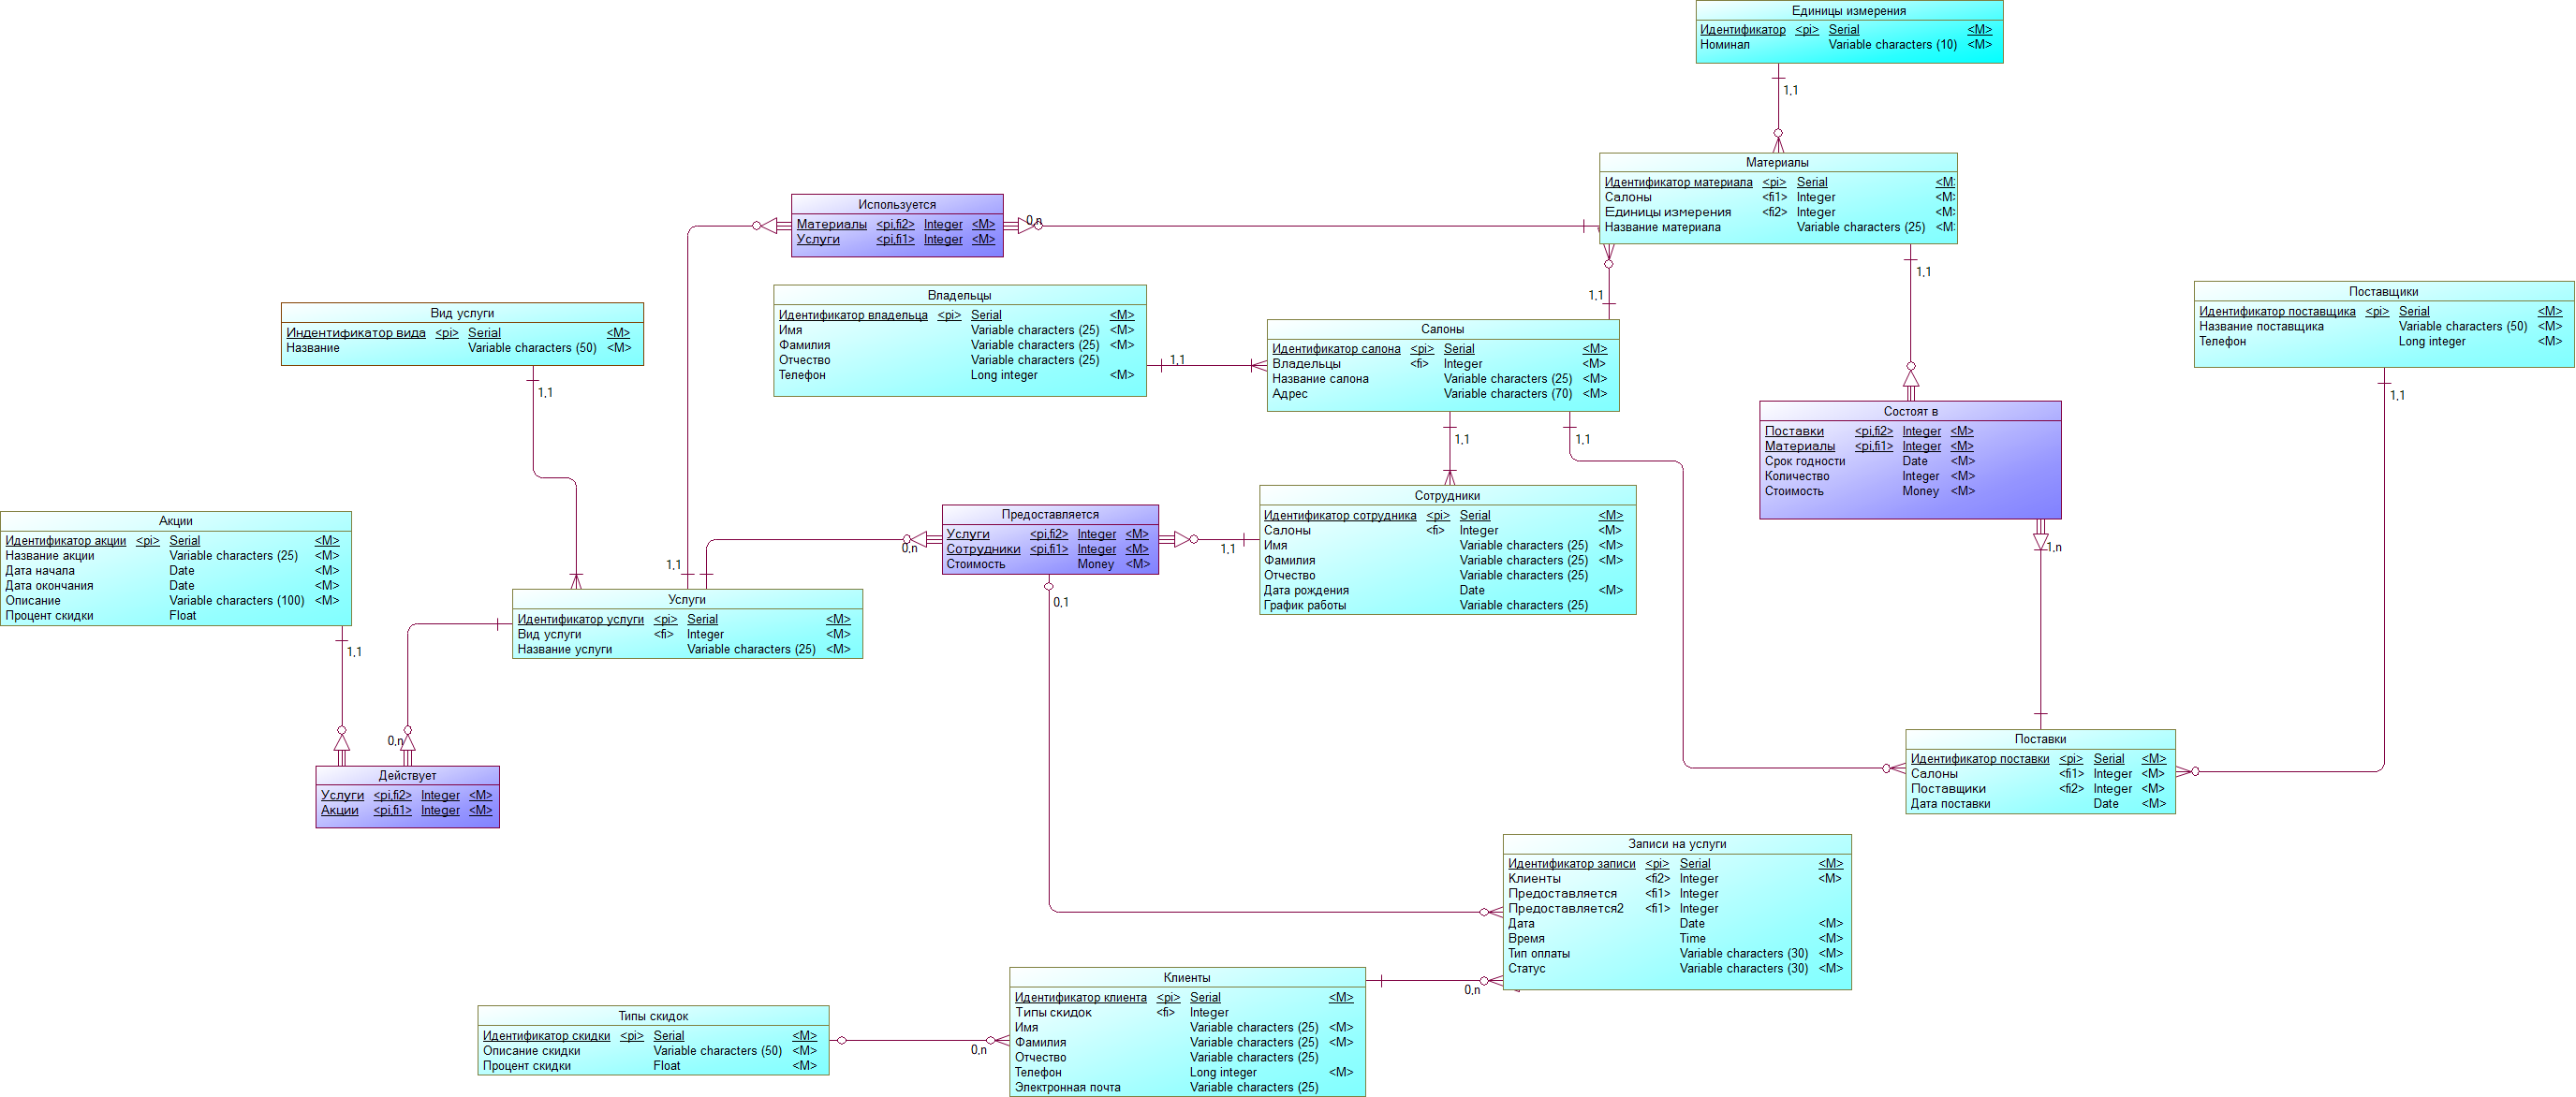 Единицы измерения
Идентификатор <pi> Serial <M>
Номинал Variable characters (10) <M>
1,1
Материалы
Идентификатор материала <pi> Serial <M>
Салоны <fi1> Integer <M>
Единицы измерения <fi2> Integer <M>
Название материала Variable characters (25) <M>
Используется
Материалы <pi,fi2> Integer <M>
Услуги <pi,fi1> Integer <M>
0,n
1,1
1,1
Владельцы
Идентификатор владельца <pi> Serial <M>
Имя Variable characters (25) <M>
Фамилия Variable characters (25) <M>
Отчество Variable characters (25)
Телефон Long integer <M>
1,1
Вид услуги
Индентификатор вида <pi> Serial <M>
Название Variable characters (50) <M>
1,1
Салоны
Идентификатор салона <pi> Serial <M>
Владельцы <fi> Integer <M>
Название салона Variable characters (25) <M>
Адрес Variable characters (70) <M>
1,1
1,1
Поставщики
Идентификатор поставщика <pi> Serial <M>
Название поставщика Variable characters (50) <M>
Телефон Long integer <M>
1,1
Состоят в
Поставки <pi,fi2> Integer <M>
Материалы <pi,fi1> Integer <M>
Срок годности Date <M>
Количество Integer <M>
Стоимость Money <M>
1,n
Акции
Идентификатор акции <pi> Serial <M>
Название акции Variable characters (25) <M>
Дата начала Date <M>
Дата окончания Date <M>
Описание Variable characters (100) <M>
Процент скидки Float
1,1
Предоставляется
Услуги <pi,fi2> Integer <M>
Сотрудники <pi,fi1> Integer <M>
Стоимость Money <M>
0,n
1,1
0,1
Сотрудники
Идентификатор сотрудника <pi> Serial <M>
Салоны <fi> Integer <M>
Имя Variable characters (25) <M>
Фамилия Variable characters (25) <M>
Отчество Variable characters (25)
Дата рождения Date <M>
График работы Variable characters (25)
1,1
Услуги
Идентификатор услуги <pi> Serial <M>
Вид услуги <fi> Integer <M>
Название услуги Variable characters (25) <M>
0,n
Действует
Услуги <pi,fi2> Integer <M>
Акции <pi,fi1> Integer <M>
Поставки
Идентификатор поставки <pi> Serial <M>
Салоны <fi1> Integer <M>
Поставщики <fi2> Integer <M>
Дата поставки Date <M>
Записи на услуги
Идентификатор записи <pi> Serial <M>
Клиенты <fi2> Integer <M>
Предоставляется <fi1> Integer
Предоставляется2 <fi1> Integer
Дата Date <M>
Время Time <M>
Тип оплаты Variable characters (30) <M>
Статус Variable characters (30) <M>
0,n
Клиенты
Идентификатор клиента <pi> Serial <M>
Типы скидок <fi> Integer
Имя Variable characters (25) <M>
Фамилия Variable characters (25) <M>
Отчество Variable characters (25)
Телефон Long integer <M>
Электронная почта Variable characters (25)
0,n
Типы скидок
Идентификатор скидки <pi> Serial <M>
Описание скидки Variable characters (50) <M>
Процент скидки Float <M>